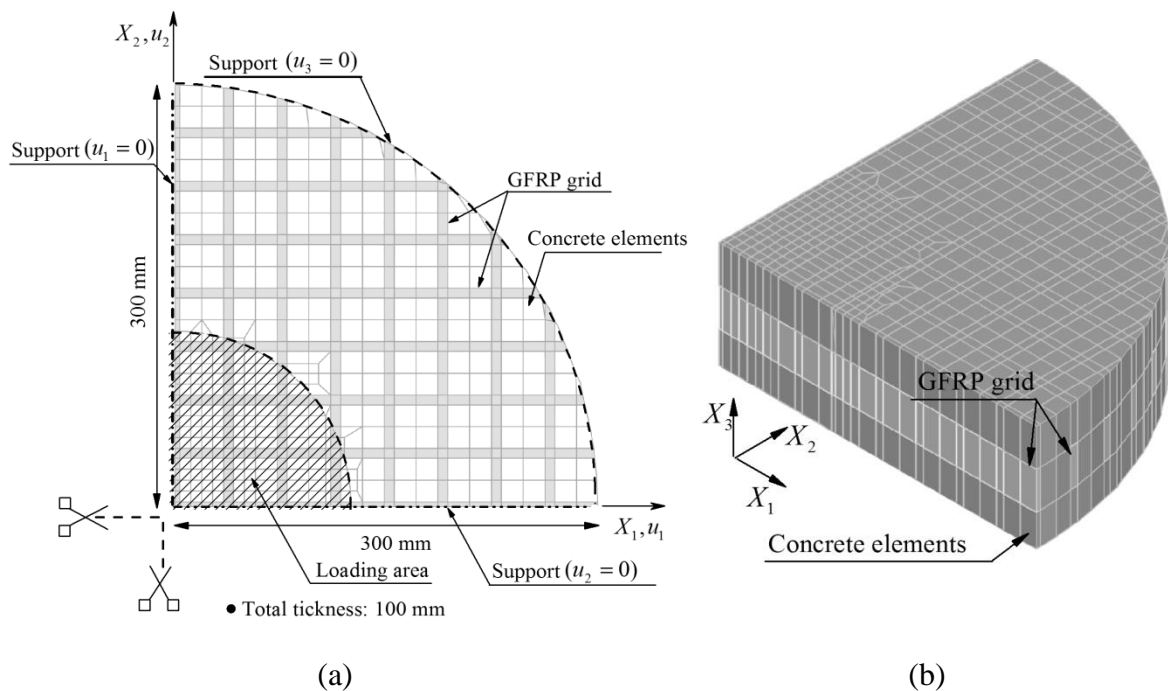 X₂,u₂
Support (u₃ = 0)
Support (u₁ = 0)
GFRP grid
Concrete elements
300 mm
X₁,u₁
300 mm
Loading area
Support (u₂ = 0)
● Total tickness: 100 mm
(a)
GFRP grid
X₃
X₂
X₁
Concrete elements
(b)